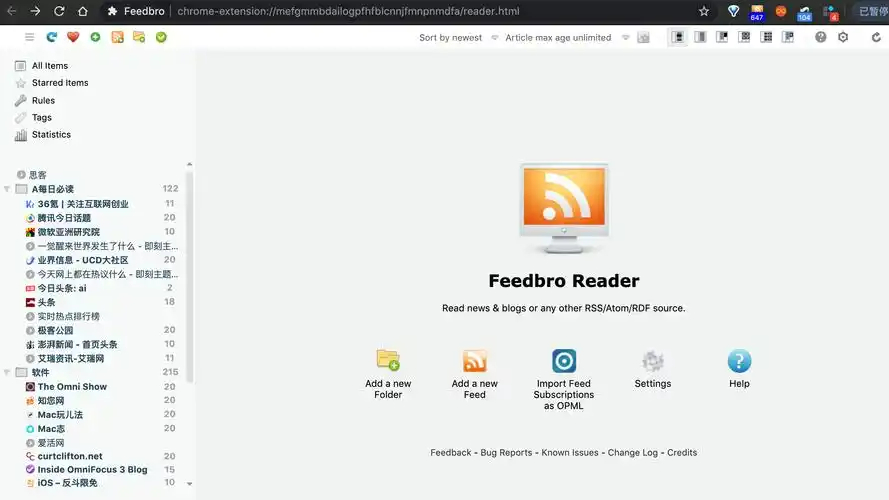 Feedbro | chrome-extension://mefgmmbdailogpfhfblcnnjfmnpnmdfa/reader.html
647
104
4
已暂停
Sort by newest
Article max age unlimited
All Items
Starred Items
Rules
Tags
Statistics
思客
A每日必读 122
36氪 | 关注互联网创业 11
腾讯今日话题 20
微软亚洲研究院 10
一觉醒来世界发生了什么 - 即刻主...
业界信息 - UCD大社区 20
今天网上都在热议什么 - 即刻主题...
今日头条: ai 2
头条 18
实时热点排行榜
极客公园 20
澎湃新闻 - 首页头条 10
艾瑞资讯-艾瑞网 11
软件 215
The Omni Show 20
知您网 20
Mac玩儿法 20
Mac志 20
爱活网
curtclifton.net 20
Inside OmniFocus 3 Blog 15
iOS – 反斗限免 10
Feedbro Reader
Read news & blogs or any other RSS/Atom/RDF source.
Add a new Folder
Add a new Feed
Import Feed Subscriptions as OPML
Settings
Help
Feedback - Bug Reports - Known Issues - Change Log - Credits